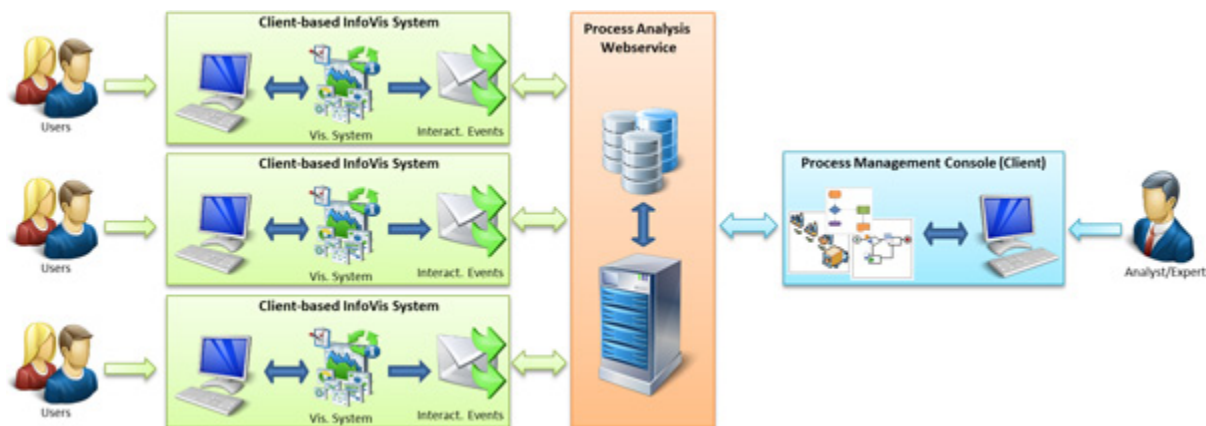 Client-based InfoVis System
Users
Vis. System
Interact. Events
Client-based InfoVis System
Users
Vis. System
Interact. Events
Client-based InfoVis System
Users
Vis. System
Interact. Events
Process Analysis
Webservice
Process Management Console (Client)
Analyst/Expert